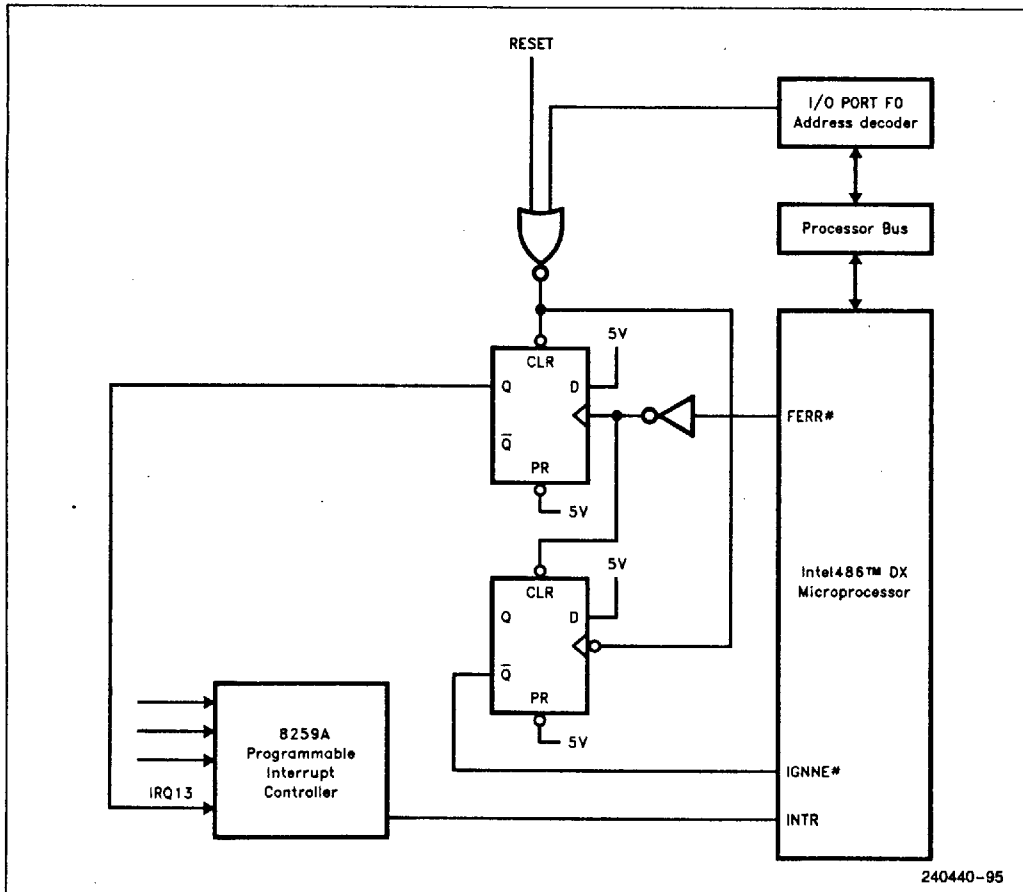 RESET
I/O PORT F0
Address decoder
Processor Bus
5V
CLR
Q
D
FERR#
Q̅
PR
5V
5V
CLR
Q
D
Intel486™ DX
Microprocessor
Q̅
PR
5V
8259A
Programmable
Interrupt
Controller
IRQ13
IGNNE#
INTR
240440-95